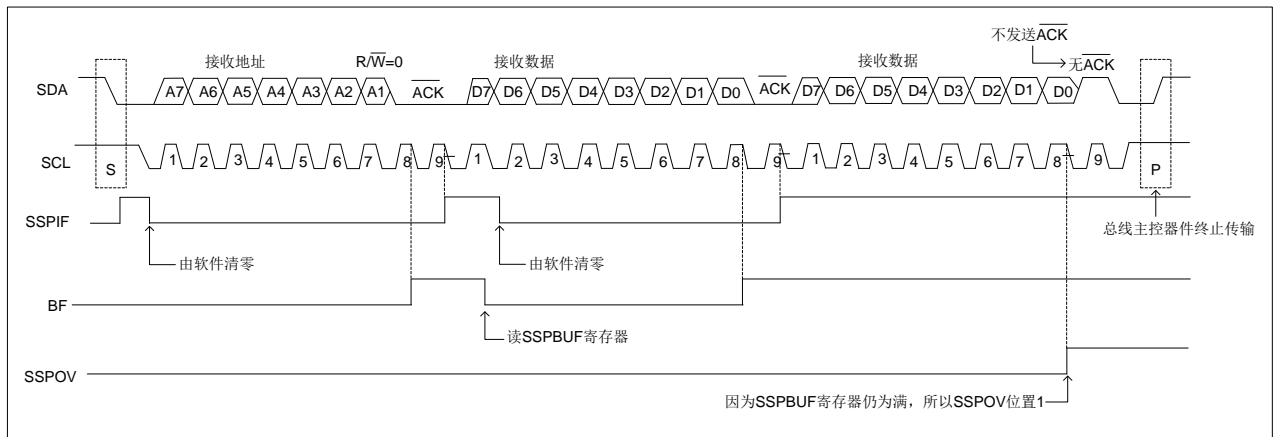 不发送ACK
接收地址 R/W=0 接收数据 接收数据 无ACK
SDA A7 A6 A5 A4 A3 A2 A1 ACK D7 D6 D5 D4 D3 D2 D1 D0 ACK D7 D6 D5 D4 D3 D2 D1 D0
SCL S 1 2 3 4 5 6 7 8 9 1 2 3 4 5 6 7 8 9 1 2 3 4 5 6 7 8 9 P
SSPIF
总线主控器件终止传输
由软件清零 由软件清零
BF
读SSPBUF寄存器
SSPOV
因为SSPBUF寄存器仍为满，所以SSPOV位置1